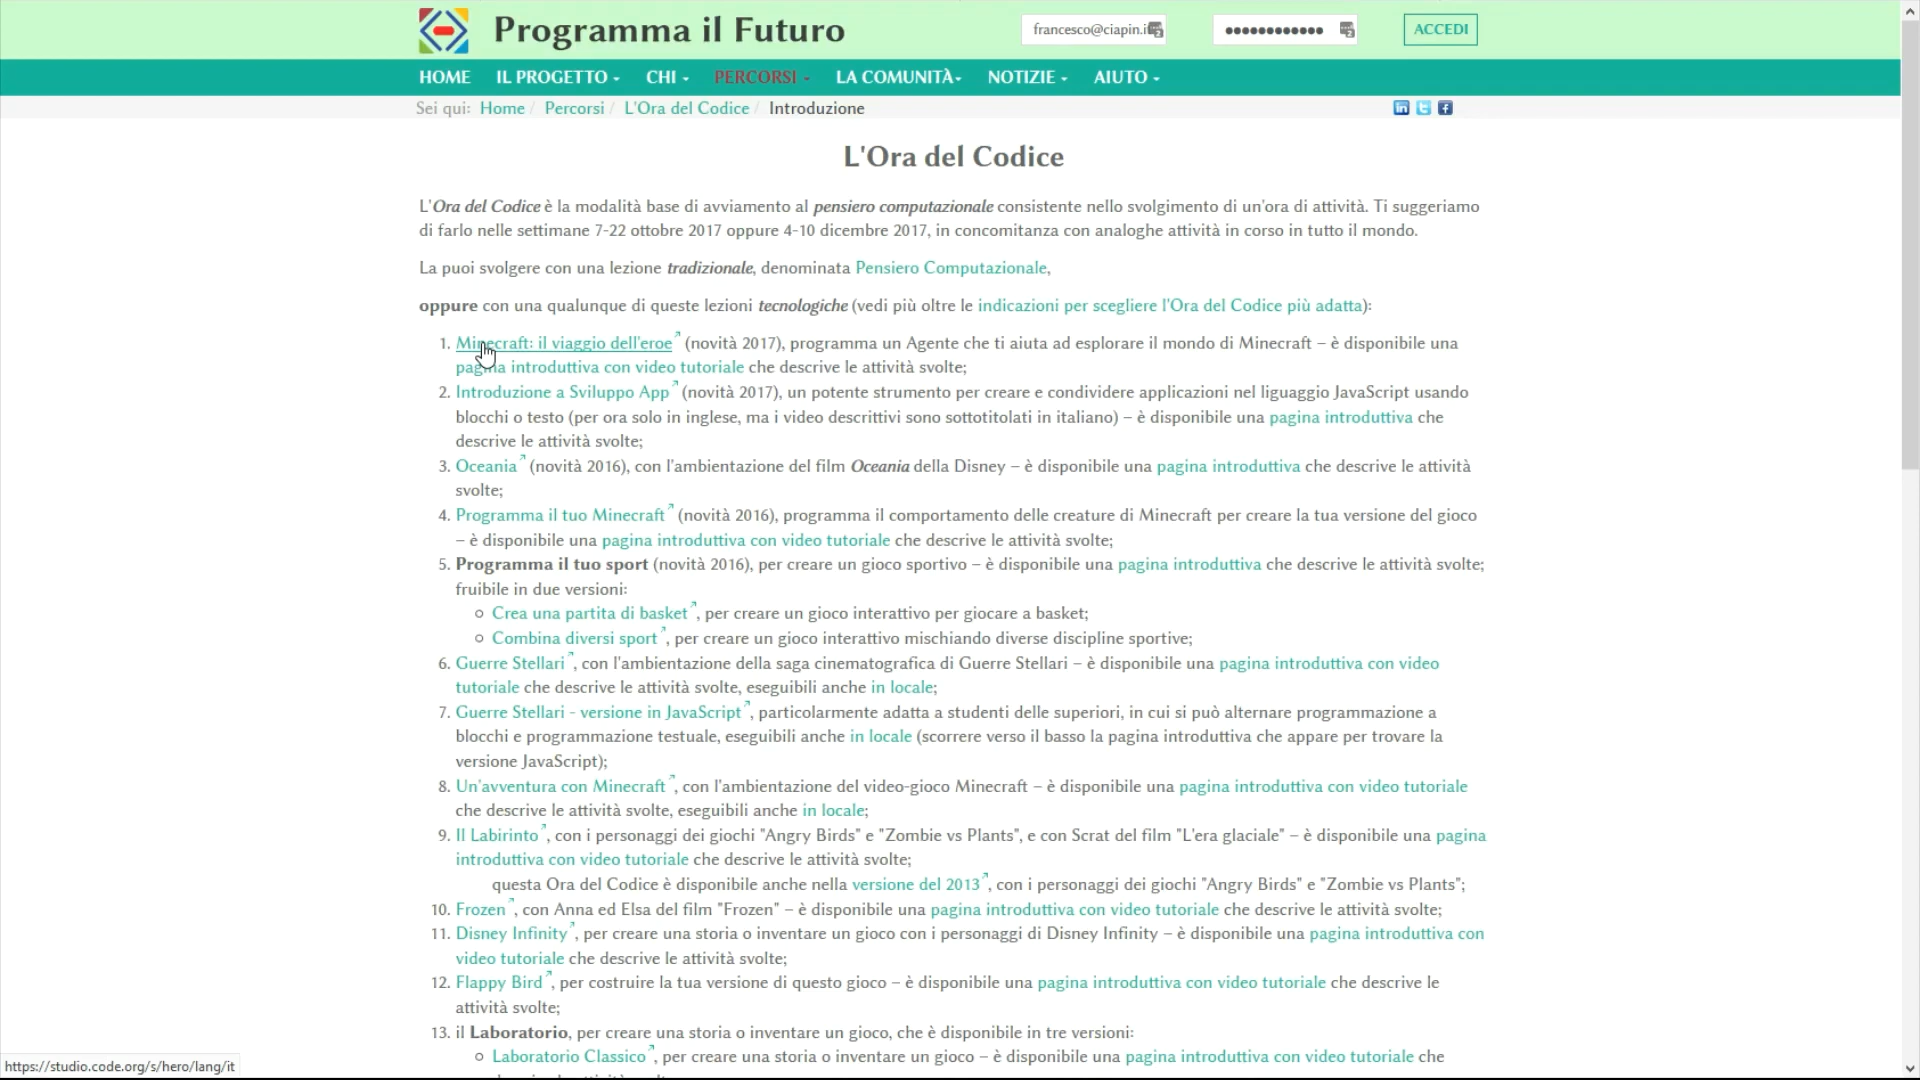 Programma il Futuro
francesco@ciapin.i
ACCEDI
HOME IL PROGETTO CHI PERCORSI LA COMUNITÀ NOTIZIE AIUTO
Sei qui: Home / Percorsi / L'Ora del Codice / Introduzione
L'Ora del Codice
L'Ora del Codice è la modalità base di avviamento al pensiero computazionale consistente nello svolgimento di un'ora di attività. Ti suggeriamo
di farlo nelle settimane 7-22 ottobre 2017 oppure 4-10 dicembre 2017, in concomitanza con analoghe attività in corso in tutto il mondo.
La puoi svolgere con una lezione tradizionale, denominata Pensiero Computazionale,
oppure con una qualunque di queste lezioni tecnologiche (vedi più oltre le indicazioni per scegliere l'Ora del Codice più adatta):
1. Minecraft: il viaggio dell'eroe (novità 2017), programma un Agente che ti aiuta ad esplorare il mondo di Minecraft – è disponibile una
pagina introduttiva con video tutoriale che descrive le attività svolte;
2. Introduzione a Sviluppo App (novità 2017), un potente strumento per creare e condividere applicazioni nel liguaggio JavaScript usando
blocchi o testo (per ora solo in inglese, ma i video descrittivi sono sottotitolati in italiano) – è disponibile una pagina introduttiva che
descrive le attività svolte;
3. Oceania (novità 2016), con l'ambientazione del film Oceania della Disney – è disponibile una pagina introduttiva che descrive le attività
svolte;
4. Programma il tuo Minecraft (novità 2016), programma il comportamento delle creature di Minecraft per creare la tua versione del gioco
– è disponibile una pagina introduttiva con video tutoriale che descrive le attività svolte;
5. Programma il tuo sport (novità 2016), per creare un gioco sportivo – è disponibile una pagina introduttiva che descrive le attività svolte;
fruibile in due versioni:
Crea una partita di basket, per creare un gioco interattivo per giocare a basket;
Combina diversi sport, per creare un gioco interattivo mischiando diverse discipline sportive;
6. Guerre Stellari, con l'ambientazione della saga cinematografica di Guerre Stellari – è disponibile una pagina introduttiva con video
tutoriale che descrive le attività svolte, eseguibili anche in locale;
7. Guerre Stellari - versione in JavaScript, particolarmente adatta a studenti delle superiori, in cui si può alternare programmazione a
blocchi e programmazione testuale, eseguibili anche in locale (scorrere verso il basso la pagina introduttiva che appare per trovare la
versione JavaScript);
8. Un'avventura con Minecraft, con l'ambientazione del video-gioco Minecraft – è disponibile una pagina introduttiva con video tutoriale
che descrive le attività svolte, eseguibili anche in locale;
9. Il Labirinto, con i personaggi dei giochi "Angry Birds" e "Zombie vs Plants", e con Scrat del film "L'era glaciale" – è disponibile una pagina
introduttiva con video tutoriale che descrive le attività svolte;
questa Ora del Codice è disponibile anche nella versione del 2013, con i personaggi dei giochi "Angry Birds" e "Zombie vs Plants";
10. Frozen, con Anna ed Elsa del film "Frozen" – è disponibile una pagina introduttiva con video tutoriale che descrive le attività svolte;
11. Disney Infinity, per creare una storia o inventare un gioco con i personaggi di Disney Infinity – è disponibile una pagina introduttiva con
video tutoriale che descrive le attività svolte;
12. Flappy Bird, per costruire la tua versione di questo gioco – è disponibile una pagina introduttiva con video tutoriale che descrive le
attività svolte;
13. il Laboratorio, per creare una storia o inventare un gioco, che è disponibile in tre versioni:
Laboratorio Classico, per creare una storia o inventare un gioco – è disponibile una pagina introduttiva con video tutoriale che
https://studio.code.org/s/hero/lang/it